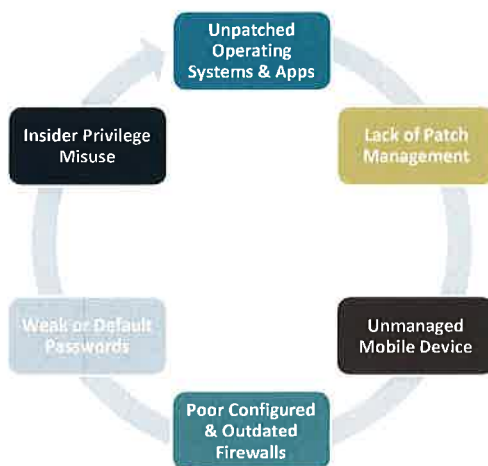 Unpatched
Operating
Systems & Apps
Lack of Patch
Management
Unmanaged
Mobile Device
Poor Configured
& Outdated
Firewalls
Weak or Default
Passwords
Insider Privilege
Misuse